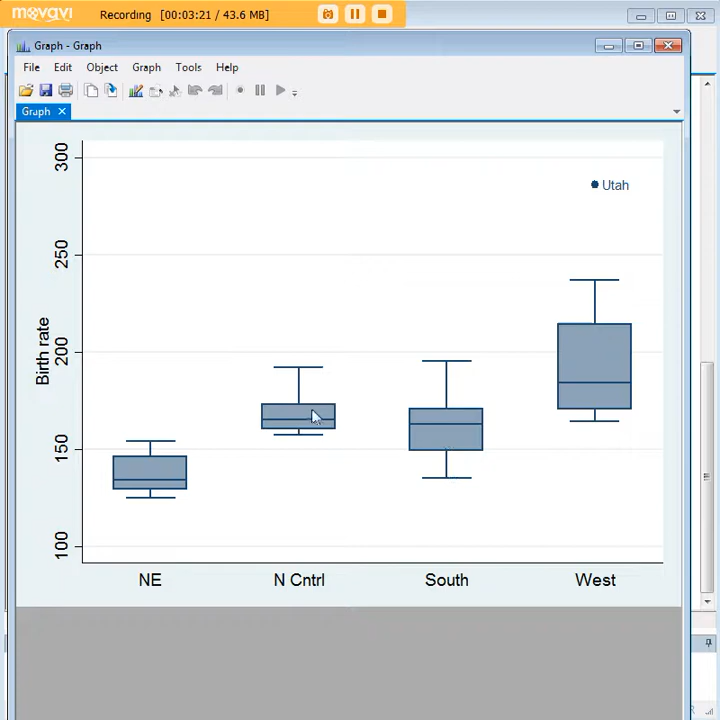 movavi Recording [00:03:21 / 43.6 MB]
Graph - Graph
File Edit Object Graph Tools Help
Graph
300
250
200
150
100
Birth rate
Utah
NE N Cntrl South West